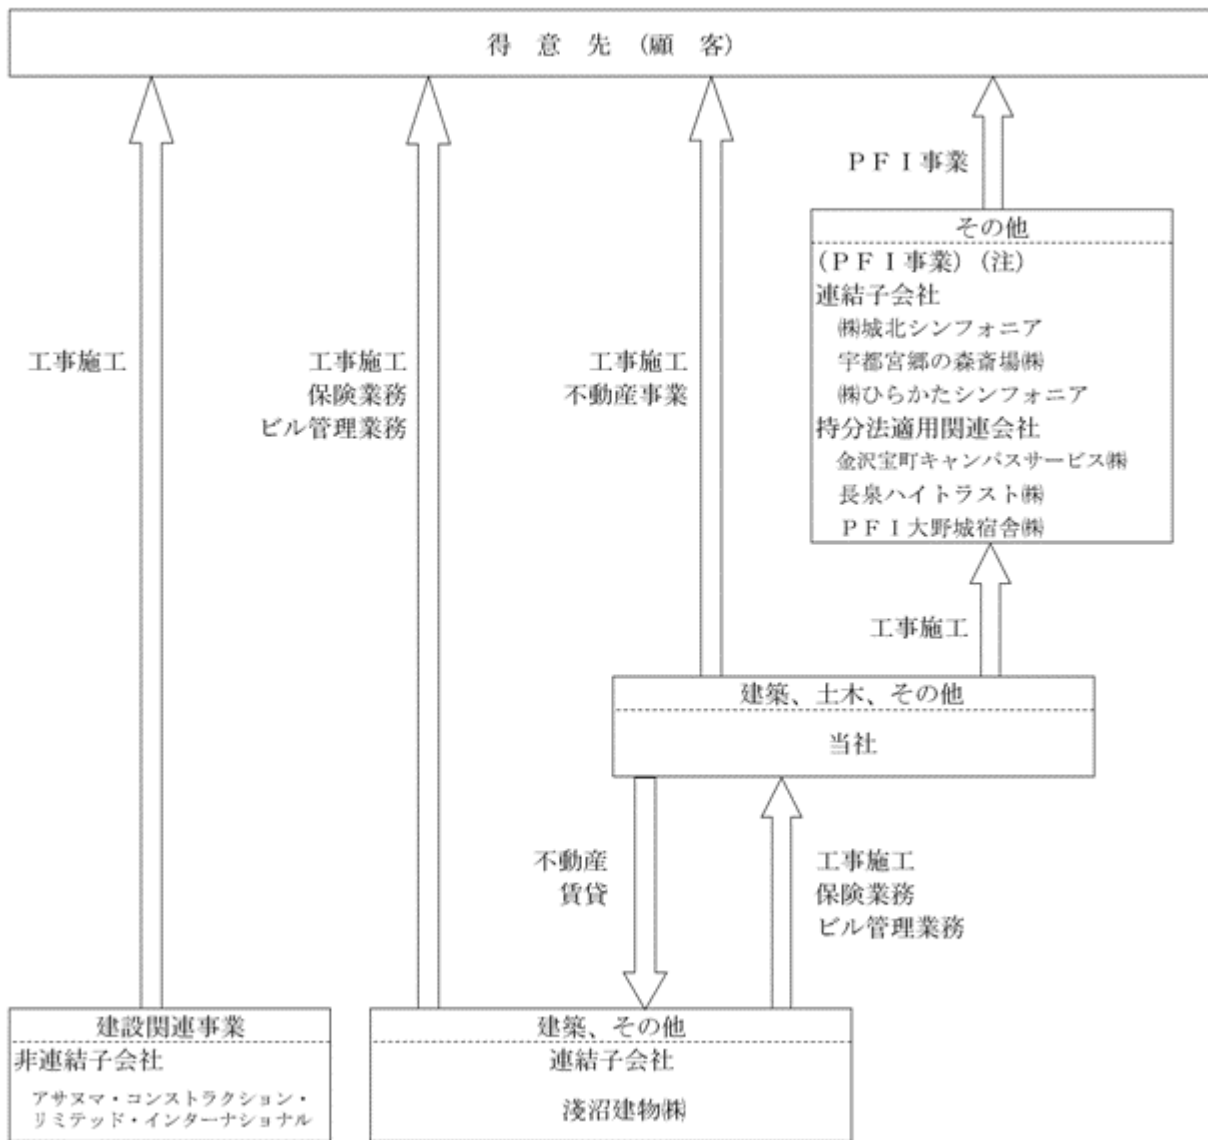 得 意 先 (顧 客)
PFI事業
その他
(PFI事業)(注)
連結子会社
㈱城北シンフォニア
宇都宮郷の森斎場㈱
㈱ひらかたシンフォニア
持分法適用関連会社
金沢宝町キャンパスサービス㈱
長泉ハイトラスト㈱
PFI大野城宿舎㈱
工事施工
工事施工
保険業務
ビル管理業務
工事施工
不動産事業
工事施工
建築、土木、その他
当社
不動産
賃貸
工事施工
保険業務
ビル管理業務
建設関連事業
非連結子会社
アサヌマ・コンストラクション・
リミテッド・インターナショナル
建築、その他
連結子会社
淺沼建物㈱